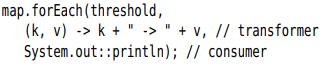 map.forEach(threshold,
   (k, v) -> k + " -> " + v, // transformer
   System.out::println); // consumer